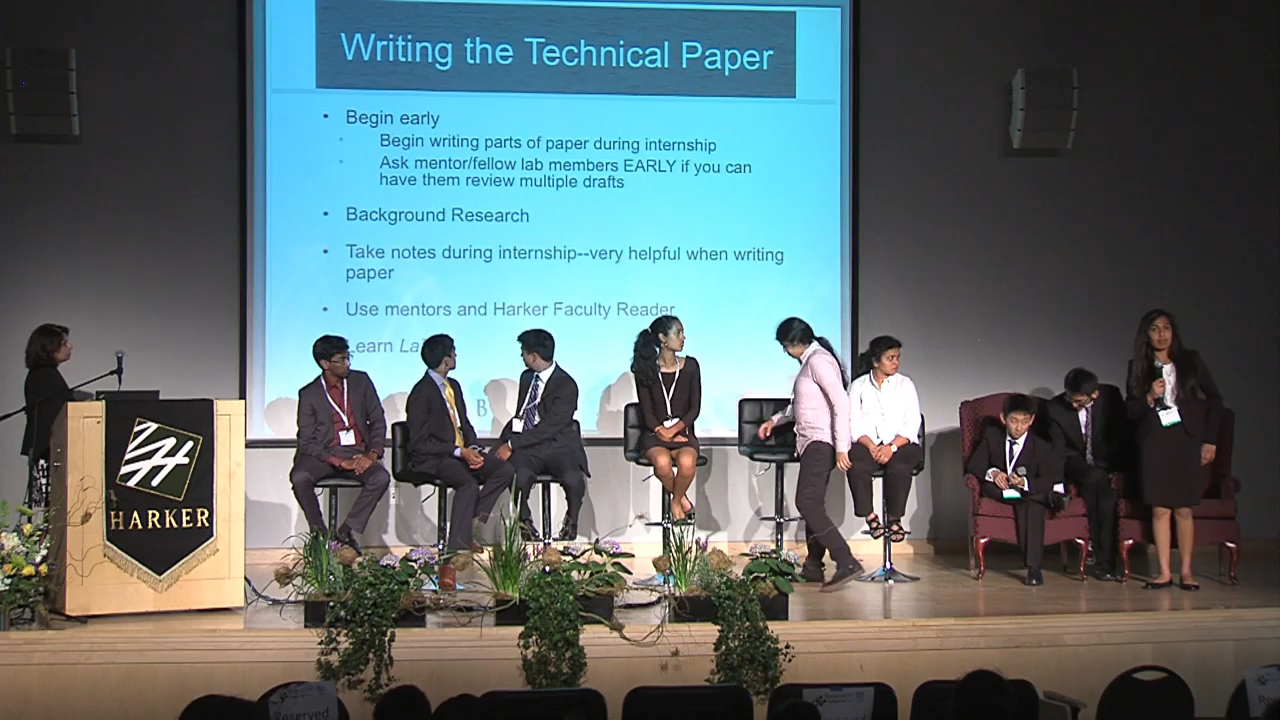 Writing the Technical Paper
• Begin early
• Begin writing parts of paper during internship
• Ask mentor/fellow lab members EARLY if you can
have them review multiple drafts
• Background Research
• Take notes during internship--very helpful when writing
paper
• Use mentors and Harker Faculty Reader
• Learn
HARKER
Reserved